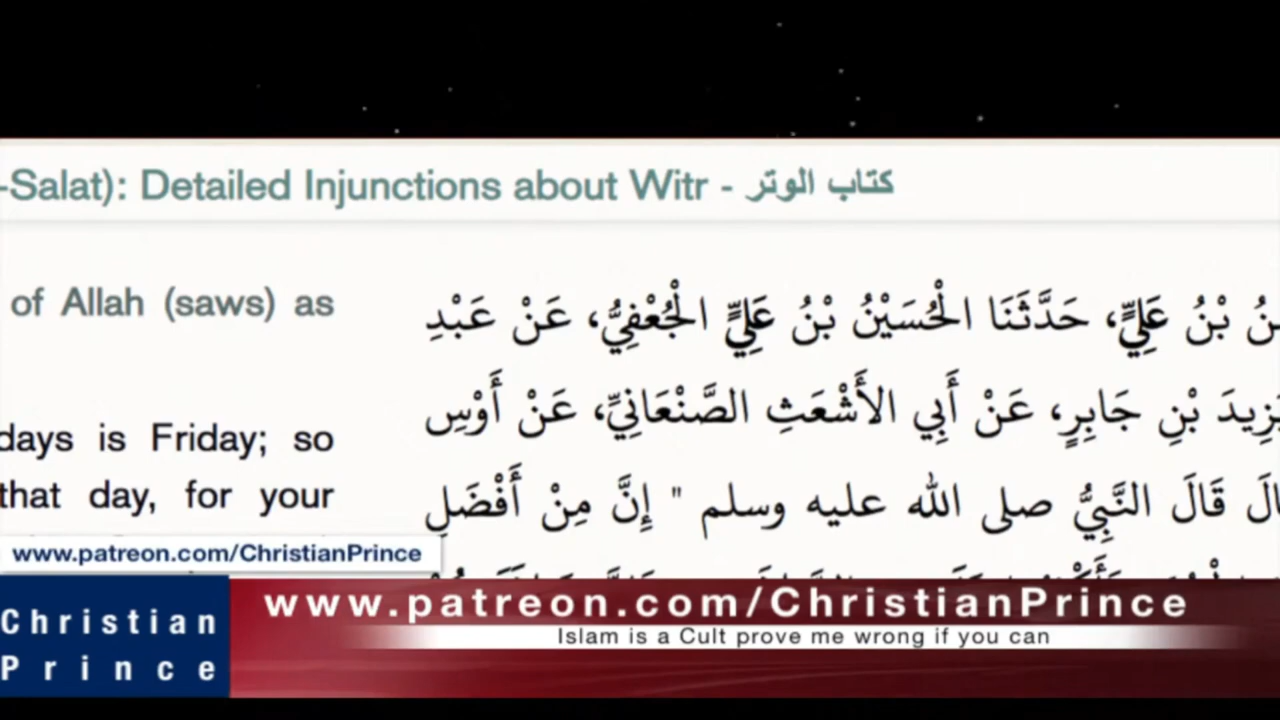 -Salat): Detailed Injunctions about Witr - كتاب الوتر
of Allah (saws) as
days is Friday; so
that day, for your
بْنُ عَلِيٍّ، حَدَّثَنَا الْحُسَيْنُ بْنُ عَلِيٍّ الْجُعْفِيُّ، عَنْ عَبْدِ
يَزِيدَ بْنِ جَابِرٍ، عَنْ أَبِي الأَشْعَثِ الصَّنْعَانِيِّ، عَنْ أَوْسِ
قَالَ النَّبِيُّ صلى الله عليه وسلم " إِنَّ مِنْ أَفْضَلِ
www.patreon.com/ChristianPrince
Christian
Prince
www.patreon.com/ChristianPrince
Islam is a Cult prove me wrong if you can